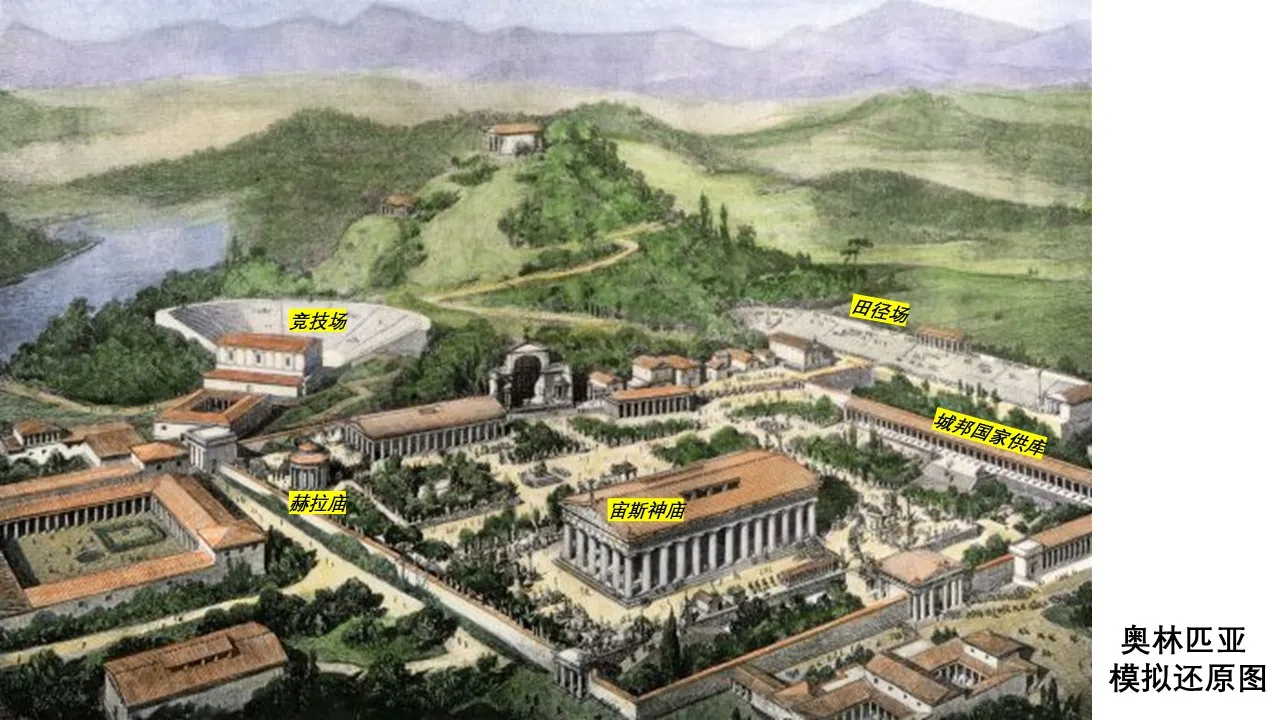 田径场
竞技场
城邦国家供库
赫拉庙
宙斯神庙
奥林匹亚
模拟还原图